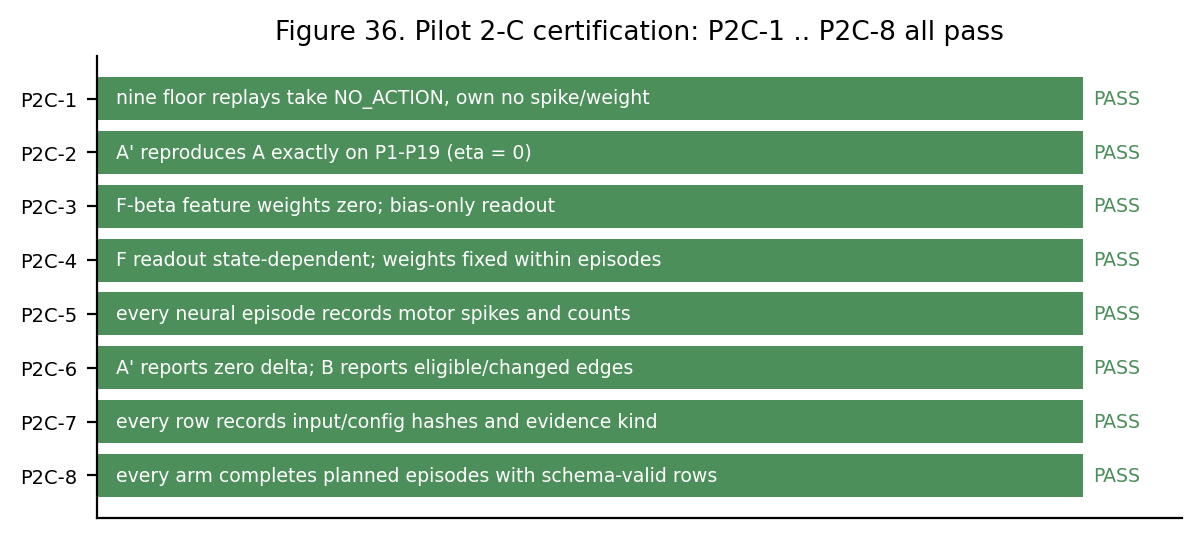 Figure 36. Pilot 2-C certification: P2C-1 .. P2C-8 all pass
P2C-1 nine floor replays take NO_ACTION, own no spike/weight PASS
P2C-2 A' reproduces A exactly on P1-P19 (eta = 0) PASS
P2C-3 F-beta feature weights zero; bias-only readout PASS
P2C-4 F readout state-dependent; weights fixed within episodes PASS
P2C-5 every neural episode records motor spikes and counts PASS
P2C-6 A' reports zero delta; B reports eligible/changed edges PASS
P2C-7 every row records input/config hashes and evidence kind PASS
P2C-8 every arm completes planned episodes with schema-valid rows PASS